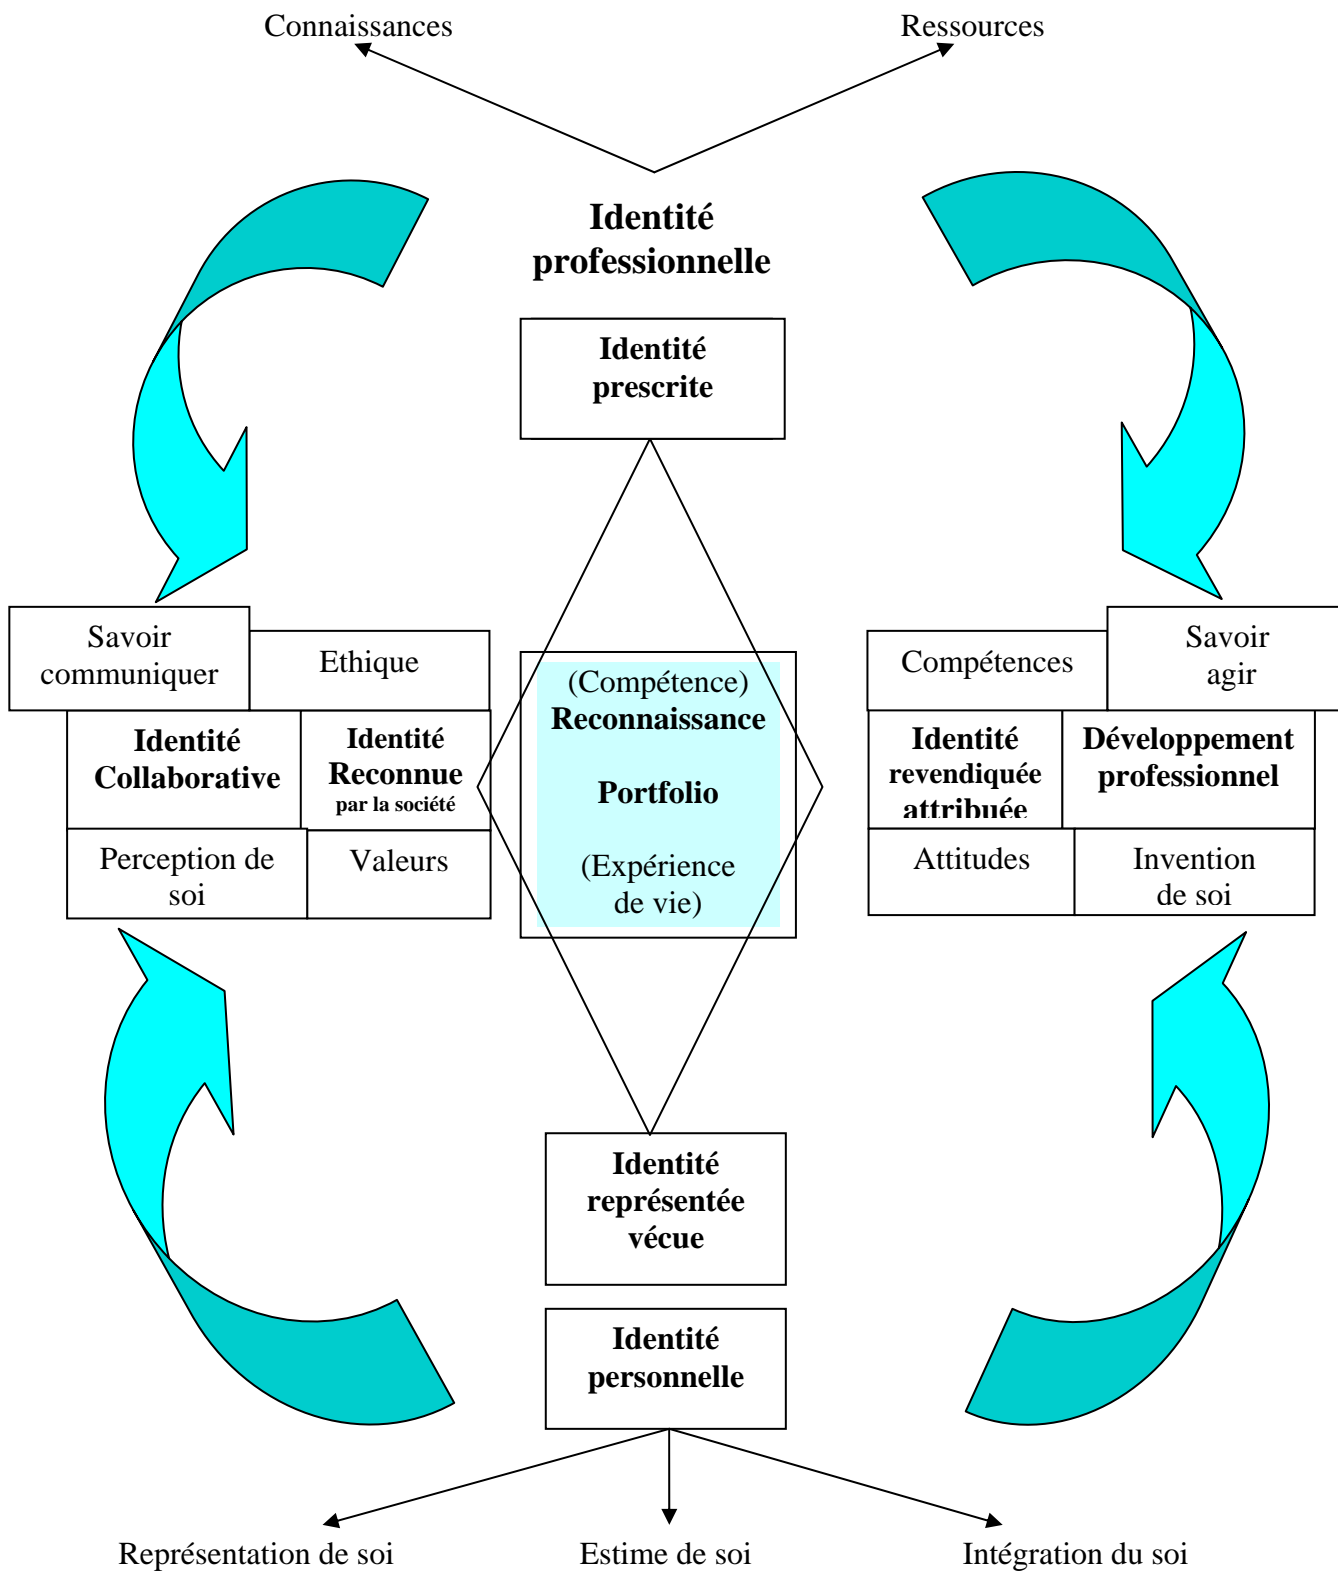 Connaissances
Ressources
Identité
professionnelle
Identité
prescrite
Savoir
communiquer
Ethique
Identité
Collaborative
Identité
Reconnue
par la société
Perception de
soi
Valeurs
(Compétence)
Reconnaissance
Portfolio
(Expérience
de vie)
Compétences
Savoir
agir
Identité
revendiquée
attribuée
Développement
professionnel
Attitudes
Invention
de soi
Identité
représentée
vécue
Identité
personnelle
Représentation de soi
Estime de soi
Intégration du soi